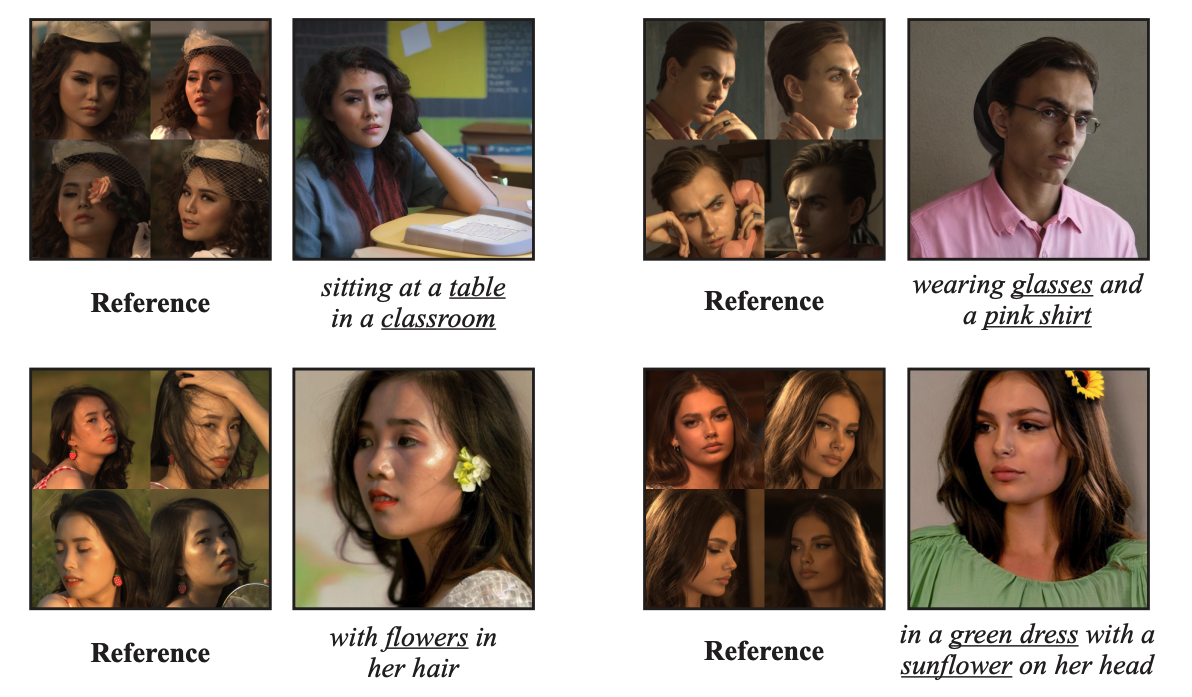 Reference
sitting at a table
in a classroom
Reference
wearing glasses and
a pink shirt
Reference
with flowers in
her hair
Reference
in a green dress with a
sunflower on her head